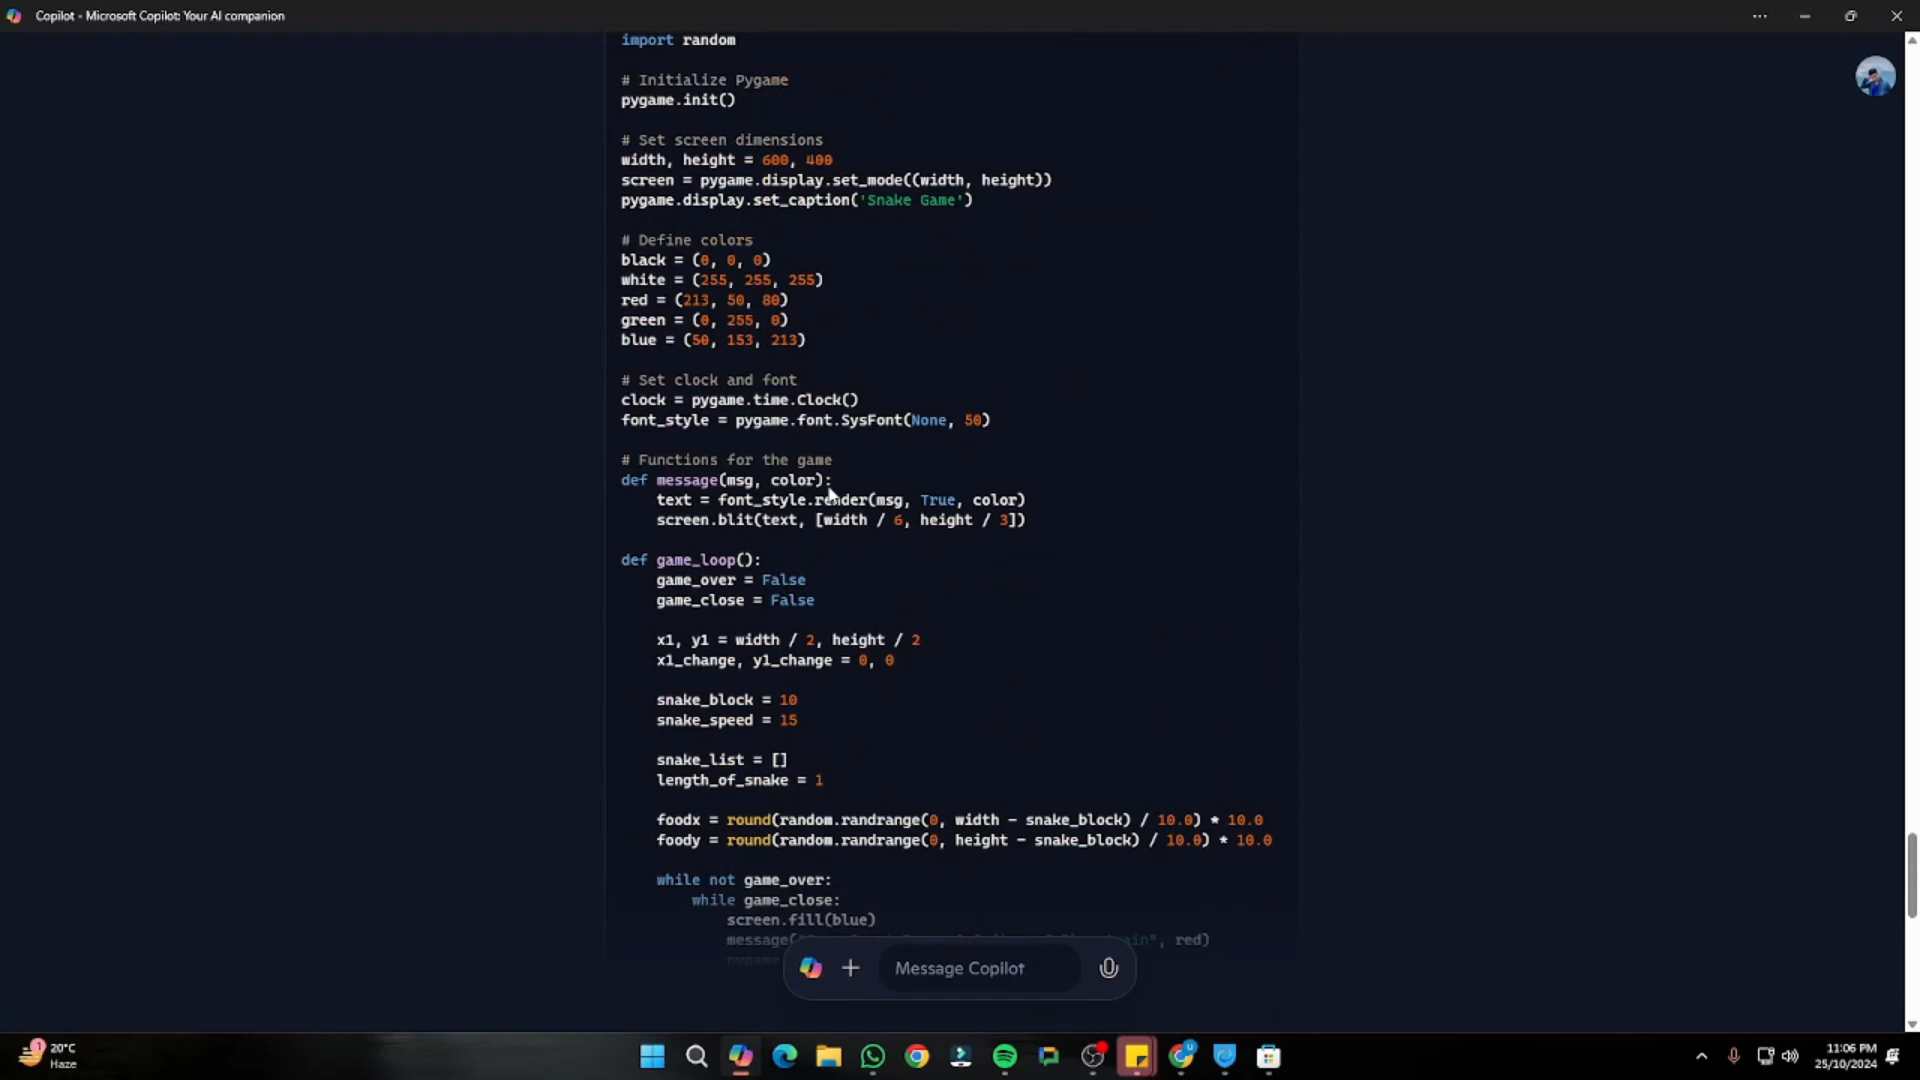 Copilot - Microsoft Copilot: Your AI companion
import random
# Initialize Pygame
pygame.init()
# Set screen dimensions
width, height = 600, 400
screen = pygame.display.set_mode((width, height))
pygame.display.set_caption('Snake Game')
# Define colors
black = (0, 0, 0)
white = (255, 255, 255)
red = (213, 50, 80)
green = (0, 255, 0)
blue = (50, 153, 213)
# Set clock and font
clock = pygame.time.Clock()
font_style = pygame.font.SysFont(None, 50)
# Functions for the game
def message(msg, color):
    text = font_style.render(msg, True, color)
    screen.blit(text, [width / 6, height / 3])
def game_loop():
    game_over = False
    game_close = False
    x1, y1 = width / 2, height / 2
    x1_change, y1_change = 0, 0
    snake_block = 10
    snake_speed = 15
    snake_list = []
    length_of_snake = 1
    foodx = round(random.randrange(0, width - snake_block) / 10.0) * 10.0
    foody = round(random.randrange(0, height - snake_block) / 10.0) * 10.0
    while not game_over:
        while game_close:
            screen.fill(blue)
            message( red)
            pygame
Message Copilot
1
20°C
Haze
11:06 PM
25/10/2024